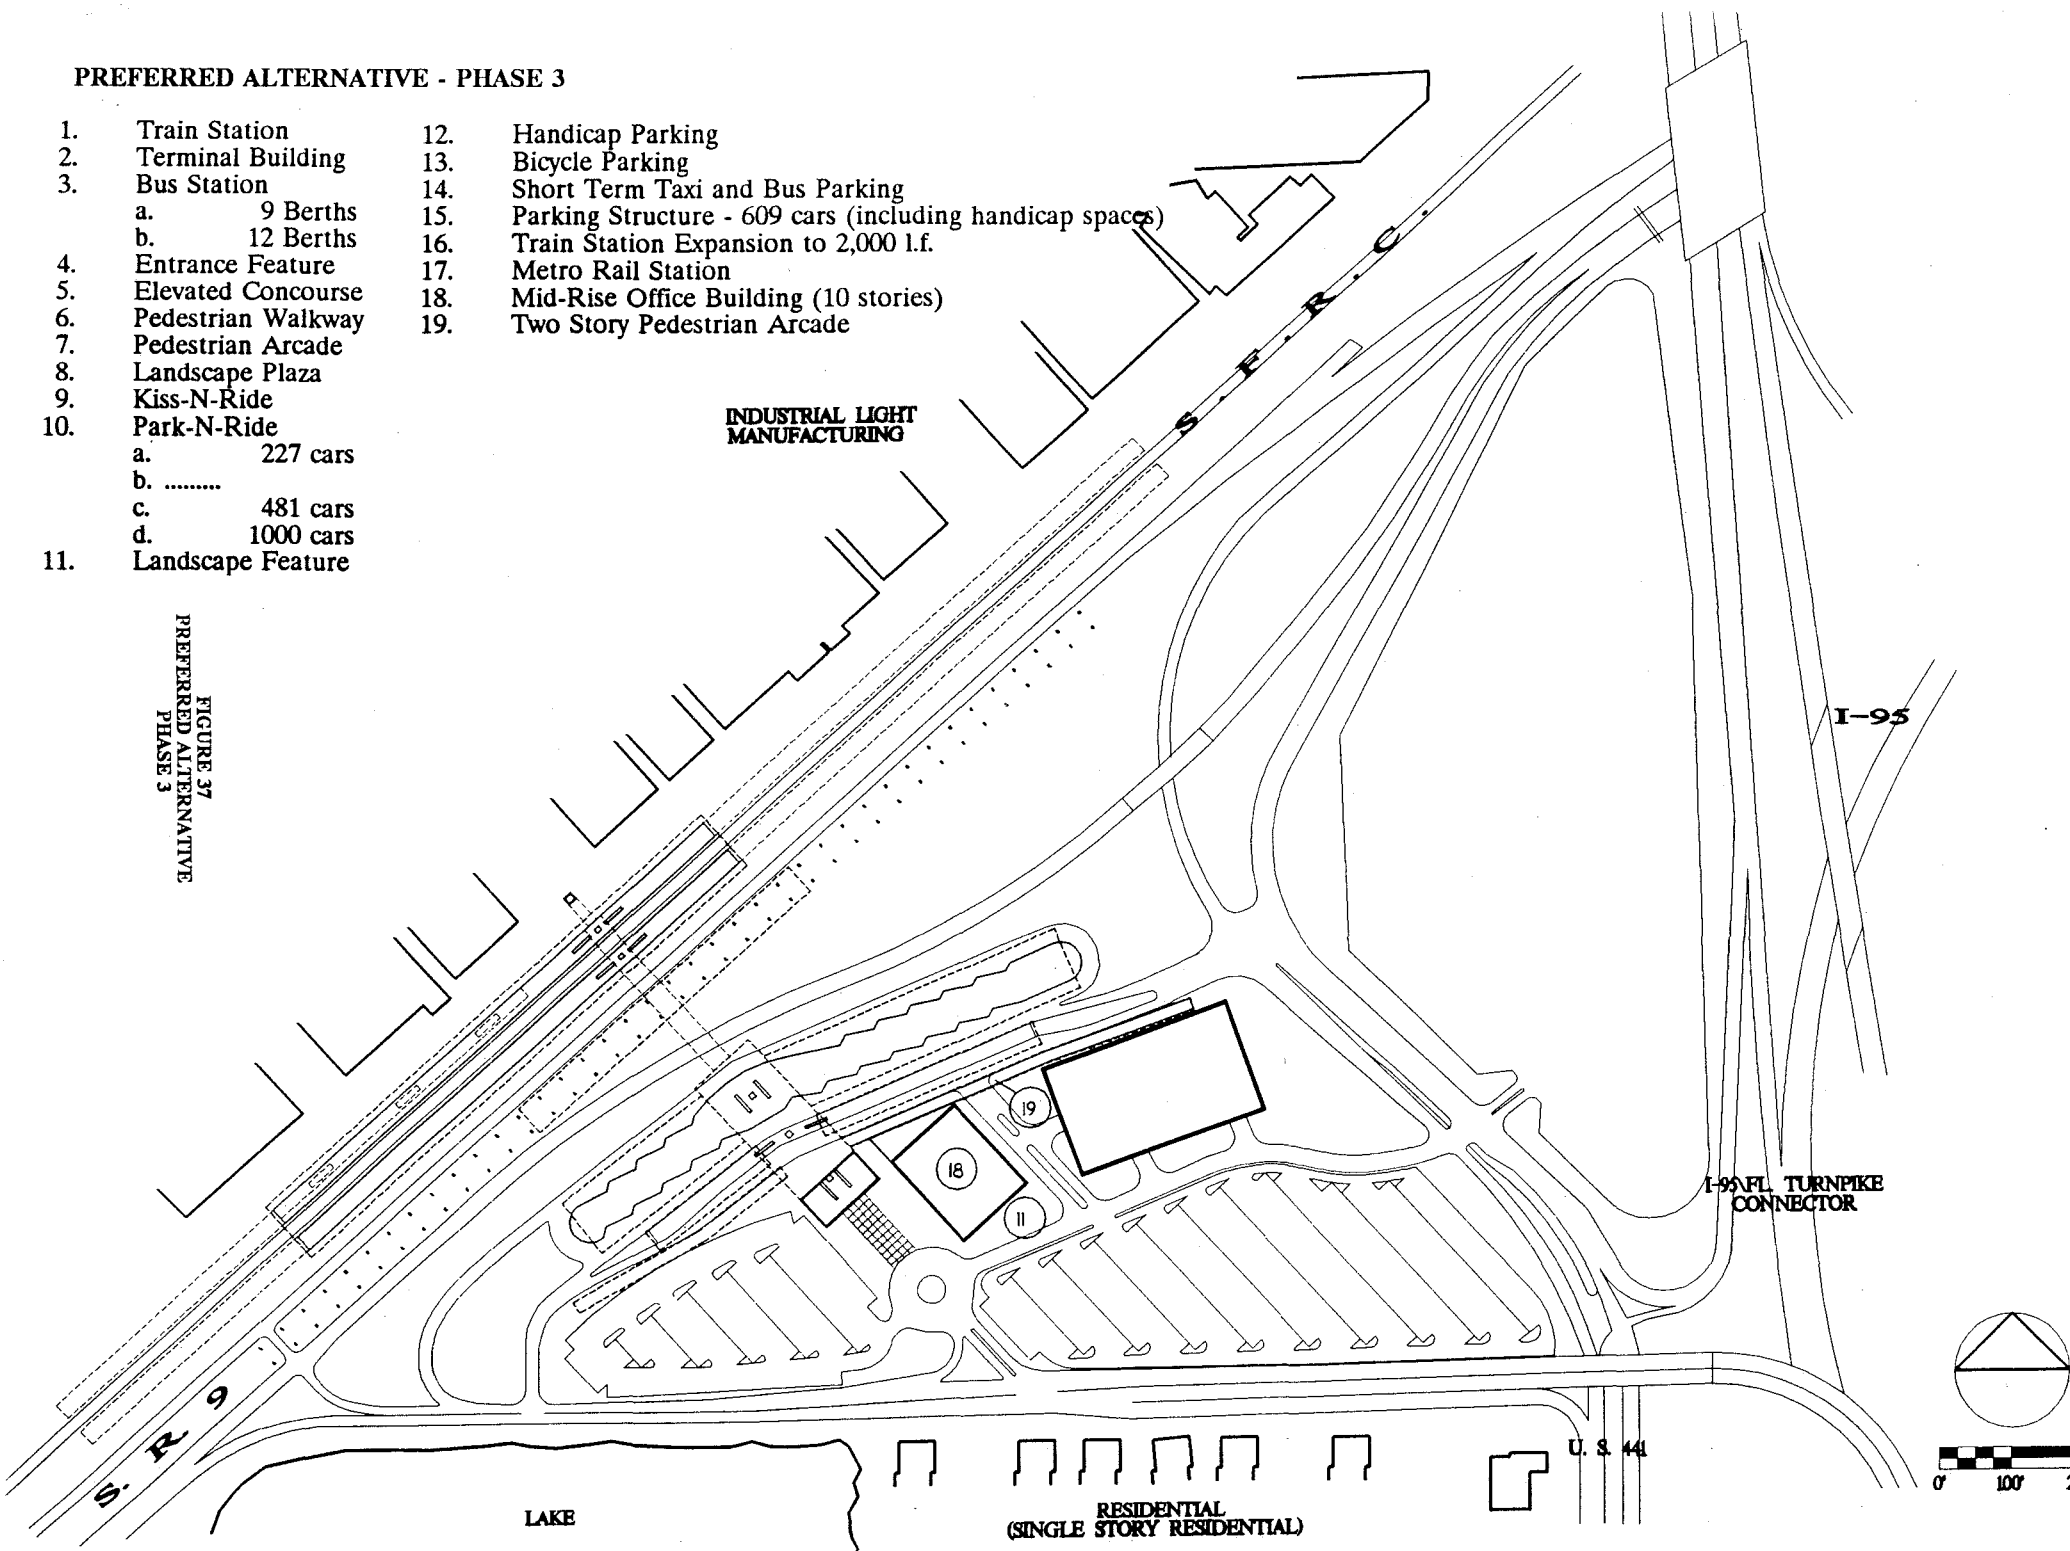 PREFERRED ALTERNATIVE - PHASE 3
1. Train Station
2. Terminal Building
3. Bus Station
a. 9 Berths
b. 12 Berths
4. Entrance Feature
5. Elevated Concourse
6. Pedestrian Walkway
7. Pedestrian Arcade
8. Landscape Plaza
9. Kiss-N-Ride
10. Park-N-Ride
a. 227 cars
b. .........
c. 481 cars
d. 1000 cars
11. Landscape Feature
12. Handicap Parking
13. Bicycle Parking
14. Short Term Taxi and Bus Parking
15. Parking Structure - 609 cars (including handicap spaces)
16. Train Station Expansion to 2,000 l.f.
17. Metro Rail Station
18. Mid-Rise Office Building (10 stories)
19. Two Story Pedestrian Arcade
INDUSTRIAL LIGHT
MANUFACTURING
S. F. R. C.
FIGURE 37
PREFERRED ALTERNATIVE
PHASE 3
I-95
19
18
11
I-95\FL. TURNPIKE
CONNECTOR
S. R 9
U. S. 441
LAKE
RESIDENTIAL
(SINGLE STORY RESIDENTIAL)
0' 100' 2